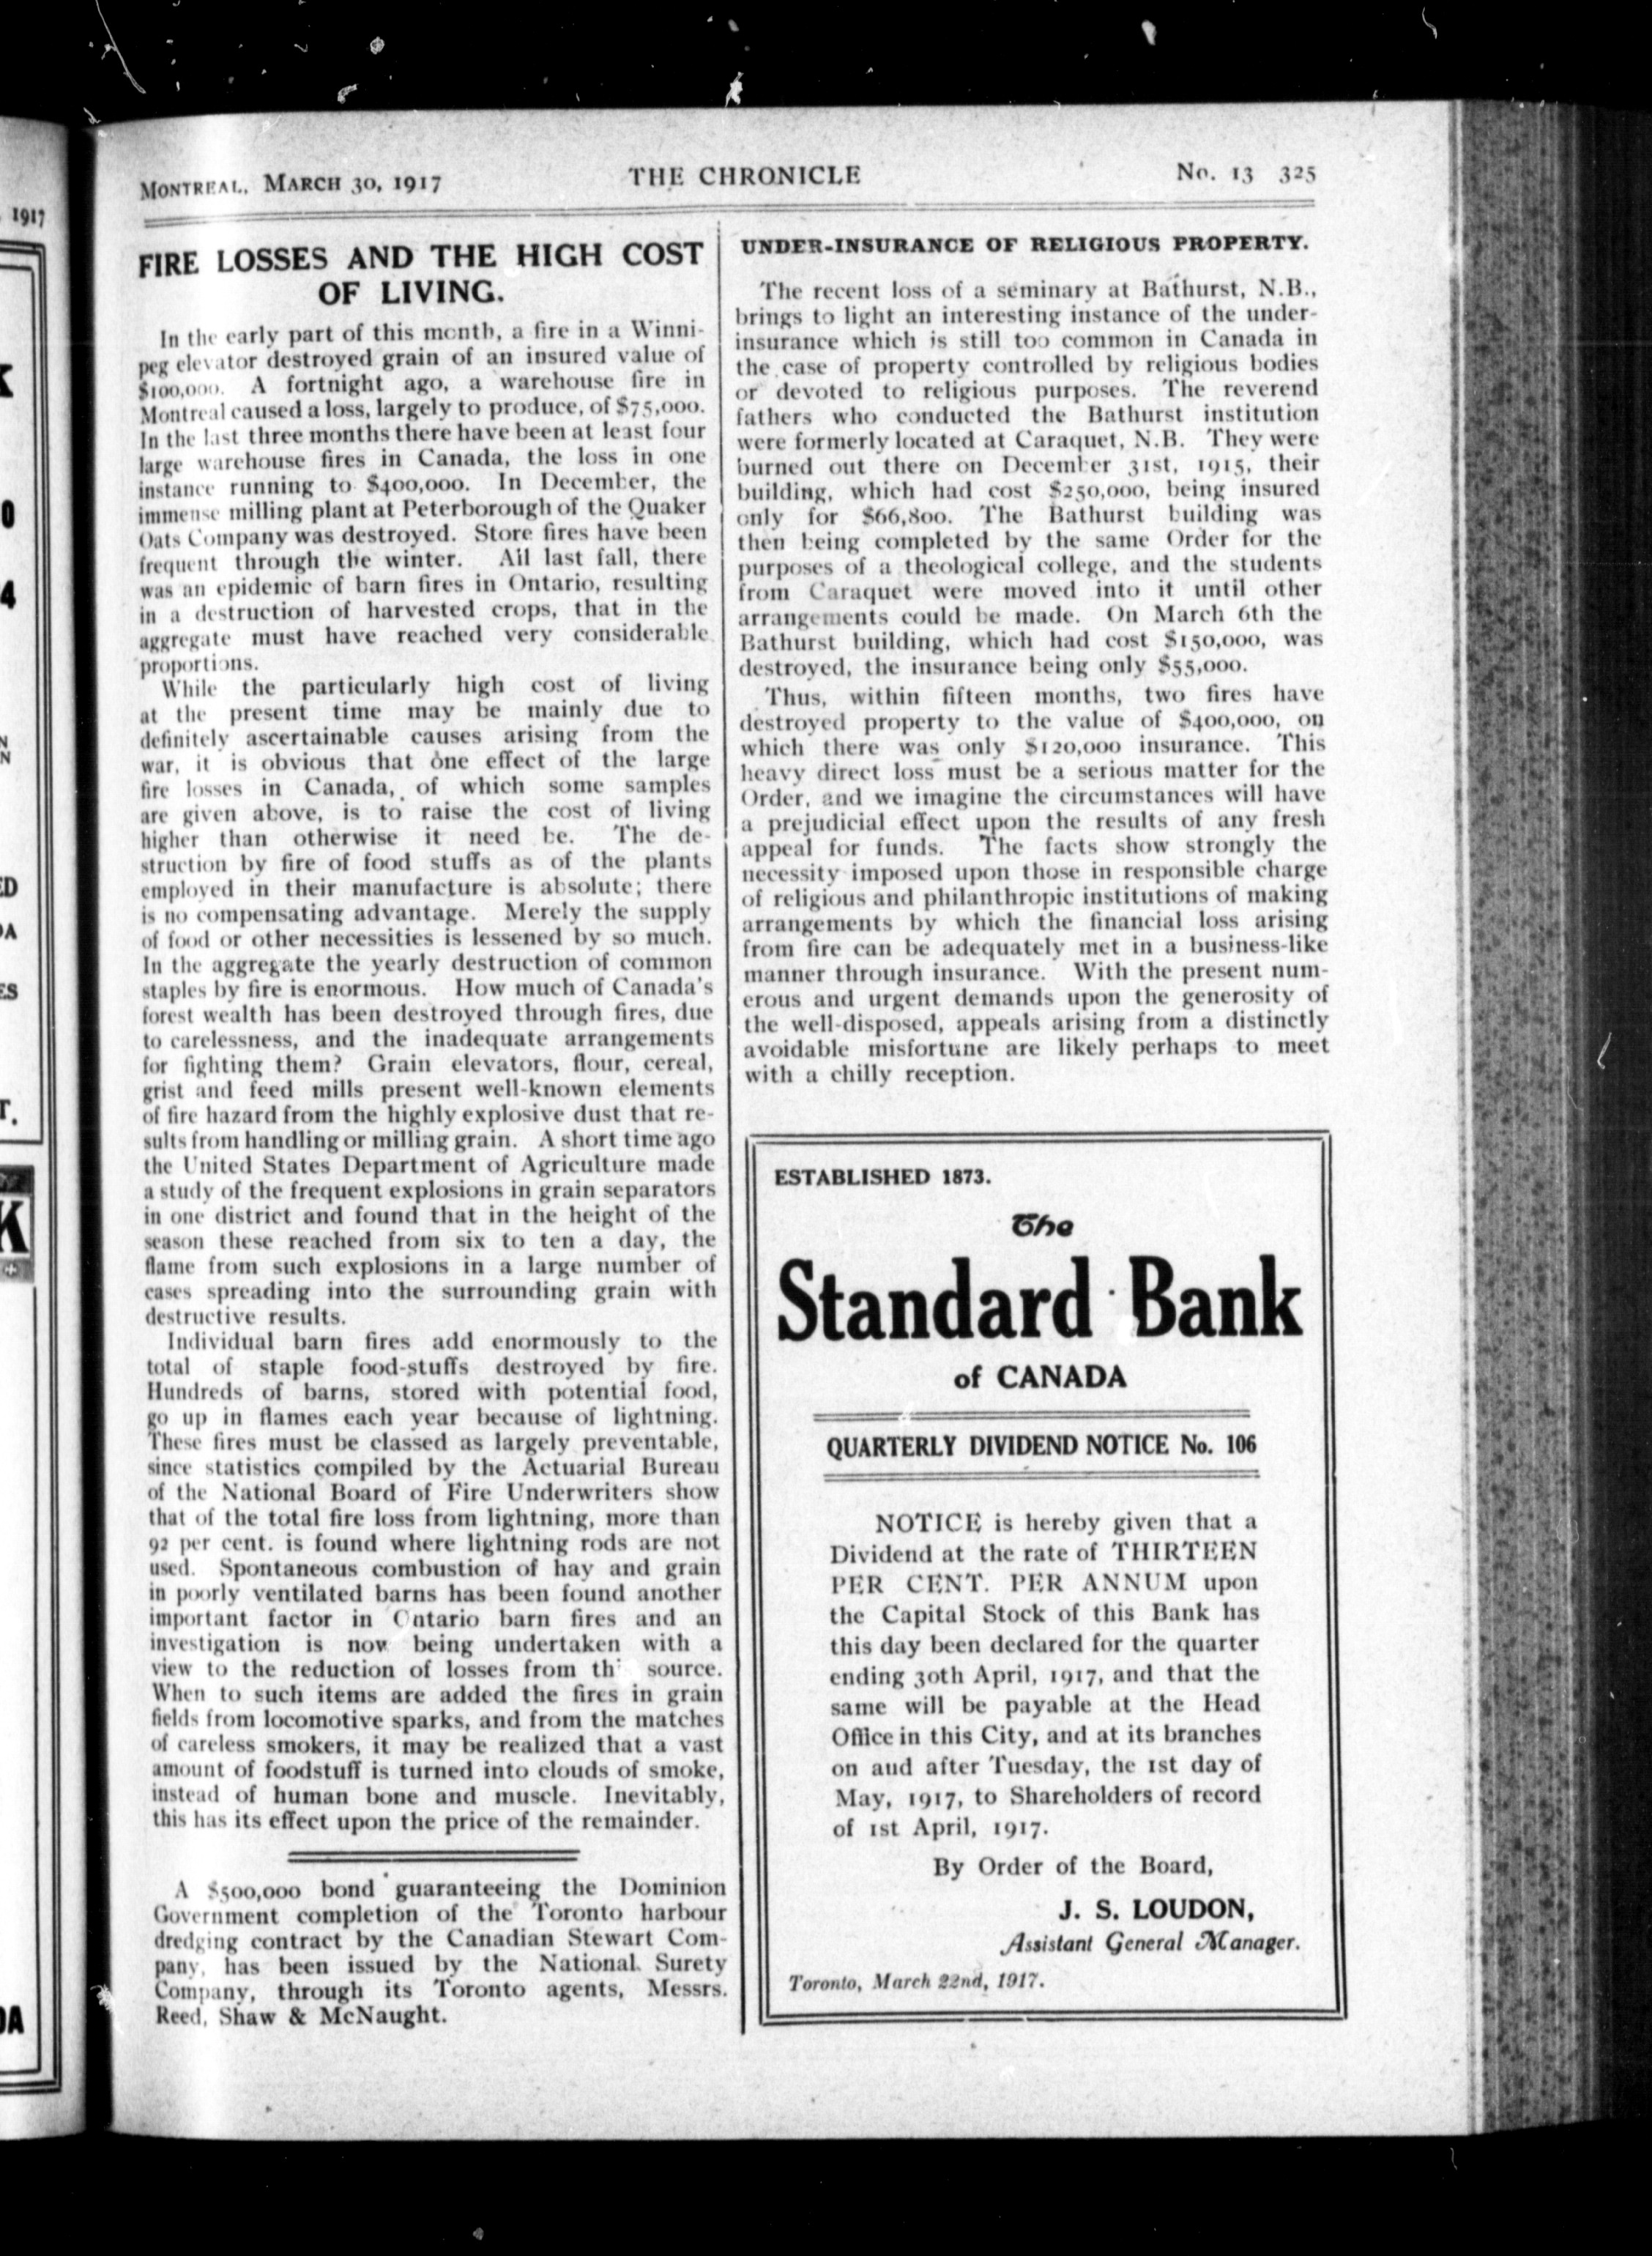 MONTREAL, MARCH 30, 1917
THE CHRONICLE
No. 13 325
1917
FIRE LOSSES AND THE HIGH COST
OF LIVING.
In the early part of this month, a fire in a Winni-
peg elevator destroyed grain of an insured value of
$100,000. A fortnight ago, a warehouse fire in
Montreal caused a loss, largely to produce, of $75,000.
In the last three months there have been at least four
large warehouse fires in Canada, the loss in one
instance running to $400,000. In December, the
immense milling plant at Peterborough of the Quaker
Oats Company was destroyed. Store fires have been
frequent through the winter. All last fall, there
was an epidemic of barn fires in Ontario, resulting
in a destruction of harvested crops, that in the
aggregate must have reached very considerable
proportions.
While the particularly high cost of living
at the present time may be mainly due to
definitely ascertainable causes arising from the
war, it is obvious that one effect of the large
fire losses in Canada, of which some samples
are given above, is to raise the cost of living
higher than otherwise it need be. The de-
struction by fire of food stuffs as of the plants
employed in their manufacture is absolute; there
is no compensating advantage. Merely the supply
of food or other necessities is lessened by so much.
In the aggregate the yearly destruction of common
staples by fire is enormous. How much of Canada's
forest wealth has been destroyed through fires, due
to carelessness, and the inadequate arrangements
for fighting them? Grain elevators, flour, cereal,
grist and feed mills present well-known elements
of fire hazard from the highly explosive dust that re-
sults from handling or milling grain. A short time ago
the United States Department of Agriculture made
a study of the frequent explosions in grain separators
in one district and found that in the height of the
season these reached from six to ten a day, the
flame from such explosions in a large number of
cases spreading into the surrounding grain with
destructive results.
Individual barn fires add enormously to the
total of staple food-stuffs destroyed by fire.
Hundreds of barns, stored with potential food,
go up in flames each year because of lightning.
These fires must be classed as largely preventable,
since statistics compiled by the Actuarial Bureau
of the National Board of Fire Underwriters show
that of the total fire loss from lightning, more than
92 per cent. is found where lightning rods are not
used. Spontaneous combustion of hay and grain
in poorly ventilated barns has been found another
important factor in Ontario barn fires and an
investigation is now being undertaken with a
view to the reduction of losses from th source.
When to such items are added the fires in grain
fields from locomotive sparks, and from the matches
of careless smokers, it may be realized that a vast
amount of foodstuff is turned into clouds of smoke,
instead of human bone and muscle. Inevitably,
this has its effect upon the price of the remainder.
A $500,000 bond guaranteeing the Dominion
Government completion of the Toronto harbour
dredging contract by the Canadian Stewart Com-
pany, has been issued by the National Surety
Company, through its Toronto agents, Messrs.
Reed, Shaw & McNaught.
UNDER-INSURANCE OF RELIGIOUS PROPERTY.
The recent loss of a seminary at Bathurst, N.B.,
brings to light an interesting instance of the under-
insurance which is still too common in Canada in
the case of property controlled by religious bodies
or devoted to religious purposes. The reverend
fathers who conducted the Bathurst institution
were formerly located at Caraquet, N.B. They were
burned out there on December 31st, 1915, their
building, which had cost $250,000, being insured
only for $66,800. The Bathurst building was
then being completed by the same Order for the
purposes of a theological college, and the students
from Caraquet were moved into it until other
arrangements could be made. On March 6th the
Bathurst building, which had cost $150,000, was
destroyed, the insurance being only $55,000.
Thus, within fifteen months, two fires have
destroyed property to the value of $400,000, on
which there was only $120,000 insurance. This
heavy direct loss must be a serious matter for the
Order, and we imagine the circumstances will have
a prejudicial effect upon the results of any fresh
appeal for funds. The facts show strongly the
necessity imposed upon those in responsible charge
of religious and philanthropic institutions of making
arrangements by which the financial loss arising
from fire can be adequately met in a business-like
manner through insurance. With the present num-
erous and urgent demands upon the generosity of
the well-disposed, appeals arising from a distinctly
avoidable misfortune are likely perhaps to meet
with a chilly reception.
ESTABLISHED 1873.
The
Standard Bank
of CANADA
QUARTERLY DIVIDEND NOTICE No. 106
NOTICE is hereby given that a
Dividend at the rate of THIRTEEN
PER CENT. PER ANNUM upon
the Capital Stock of this Bank has
this day been declared for the quarter
ending 30th April, 1917, and that the
same will be payable at the Head
Office in this City, and at its branches
on and after Tuesday, the 1st day of
May, 1917, to Shareholders of record
of 1st April, 1917.
By Order of the Board,
J. S. LOUDON,
Assistant General Manager.
Toronto, March 22nd, 1917.